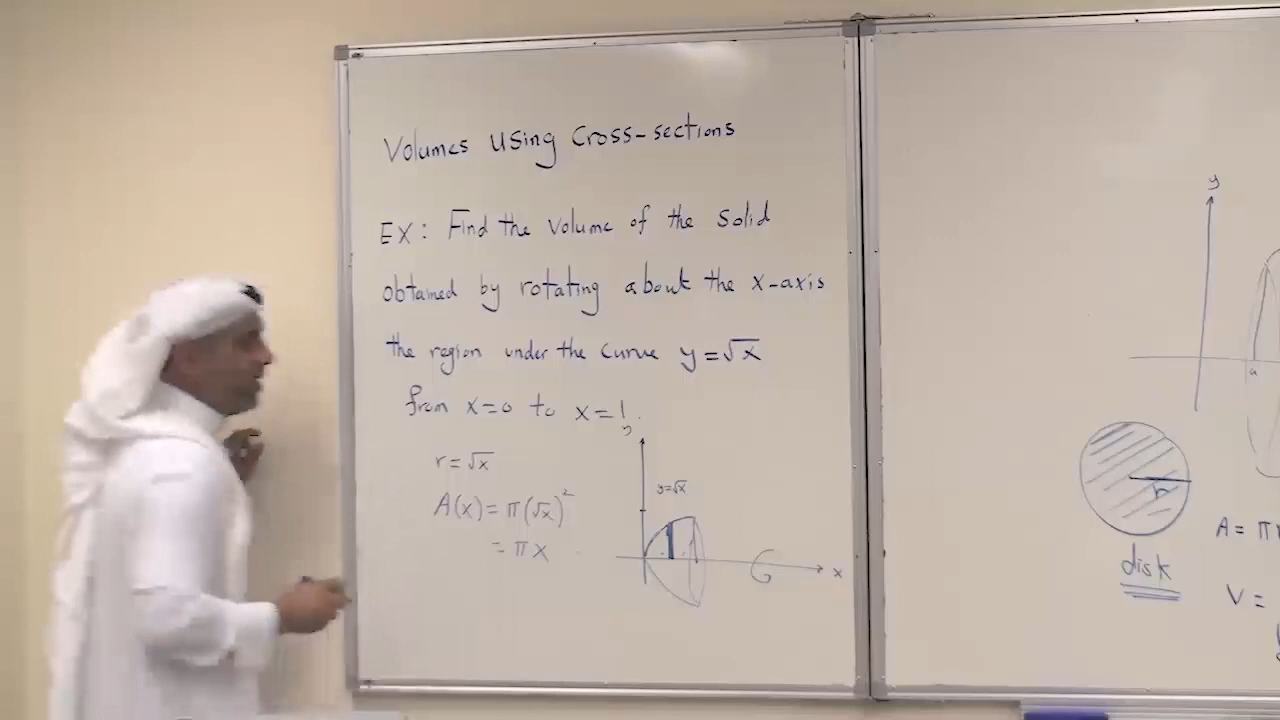 Volumes using Cross-sections
EX: Find the volume of the solid
obtained by rotating about the x-axis
the region under the curve y=√x
from x=0 to x=1.
r=√x
A(x) = π(√x)²
= πx
y
y=√x
x
y
a
r
disk
A = π
V =